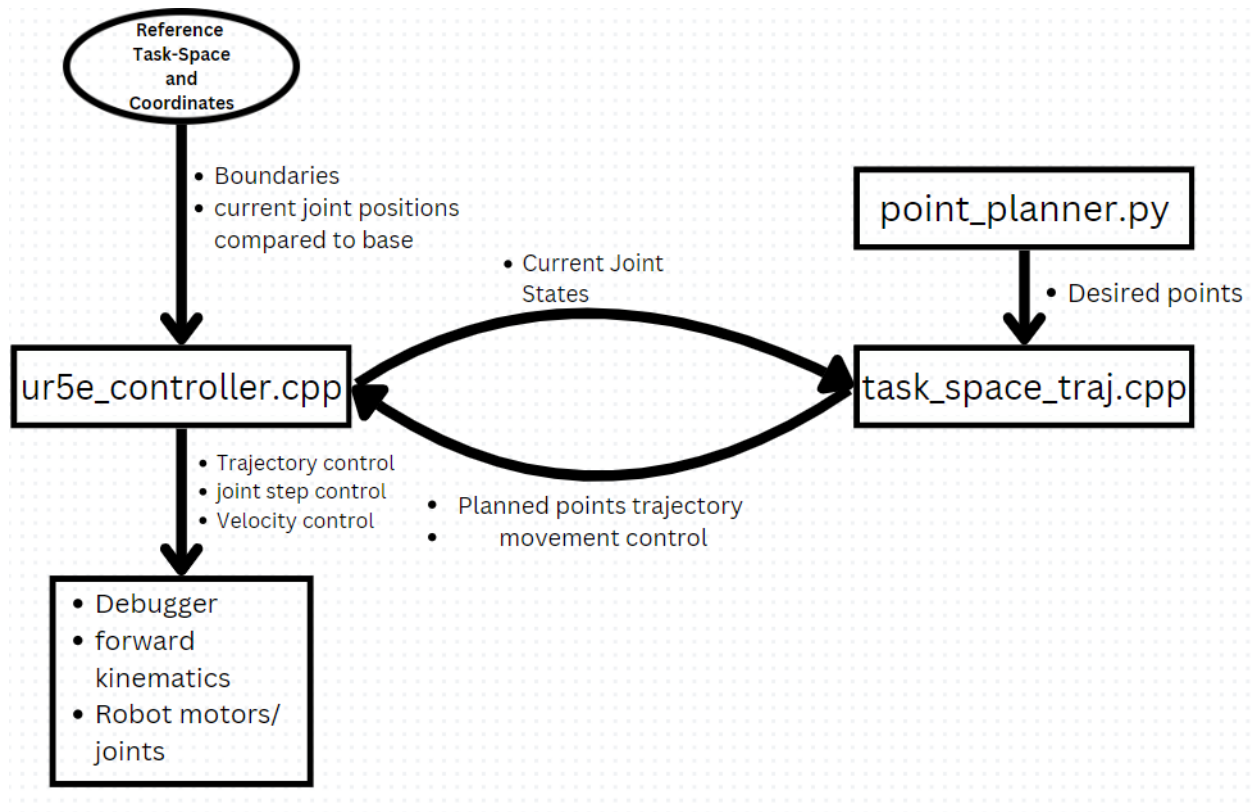 Reference
Task-Space
and
Coordinates
• Boundaries
• current joint positions
compared to base
point_planner.py
• Current Joint
States
• Desired points
ur5e_controller.cpp
task_space_traj.cpp
• Trajectory control
• joint step control
• Velocity control
• Planned points trajectory
• movement control
• Debugger
• forward
kinematics
• Robot motors/
joints